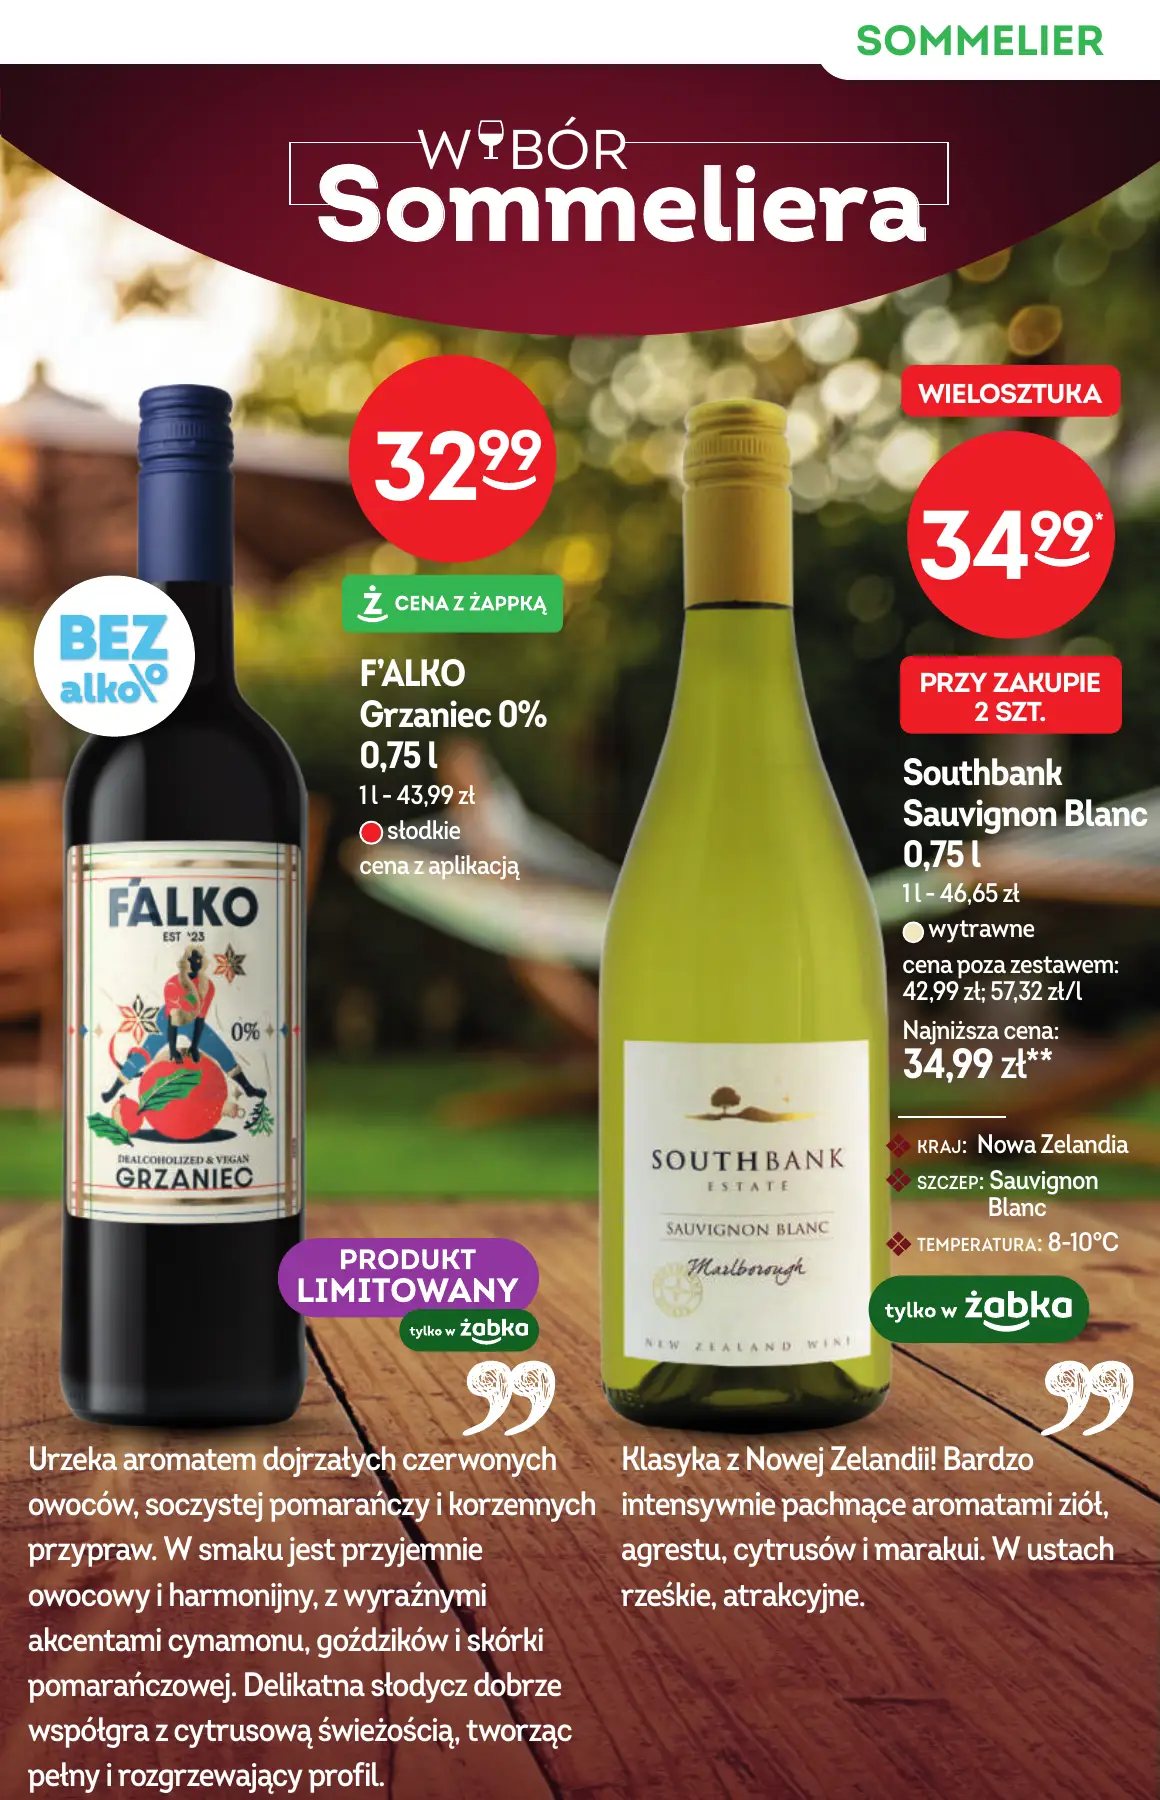 SOMMELIER
WYBÓR
Sommeliera
32 99
CENA Z ŻAPPKĄ
BEZ
alko%
F'ALKO
Grzaniec 0%
0,75 l
1 l - 43,99 zł
słodkie
cena z aplikacją
F'ALKO
EST '23
0%
DEALCOHOLIZED & VEGAN
GRZANIEC
PRODUKT
LIMITOWANY
tylko w żabka
WIELOSZTUKA
34 99*
PRZY ZAKUPIE
2 SZT.
Southbank
Sauvignon Blanc
0,75 l
1 l - 46,65 zł
wytrawne
cena poza zestawem:
42,99 zł; 57,32 zł/l
Najniższa cena:
34,99 zł**
KRAJ: Nowa Zelandia
SZCZEP: Sauvignon
Blanc
TEMPERATURA: 8-10°C
tylko w żabka
SOUTHBANK
ESTATE
SAUVIGNON BLANC
Marlborough
NEW ZEALAND WINE
Urzeka aromatem dojrzałych czerwonych
owoców, soczystej pomarańczy i korzennych
przypraw. W smaku jest przyjemnie
owocowy i harmonijny, z wyraźnymi
akcentami cynamonu, goździków i skórki
pomarańczowej. Delikatna słodycz dobrze
współgra z cytrusową świeżością, tworząc
pełny i rozgrzewający profil.
Klasyka z Nowej Zelandii! Bardzo
intensywnie pachnące aromatami ziół,
agrestu, cytrusów i marakui. W ustach
rześkie, atrakcyjne.